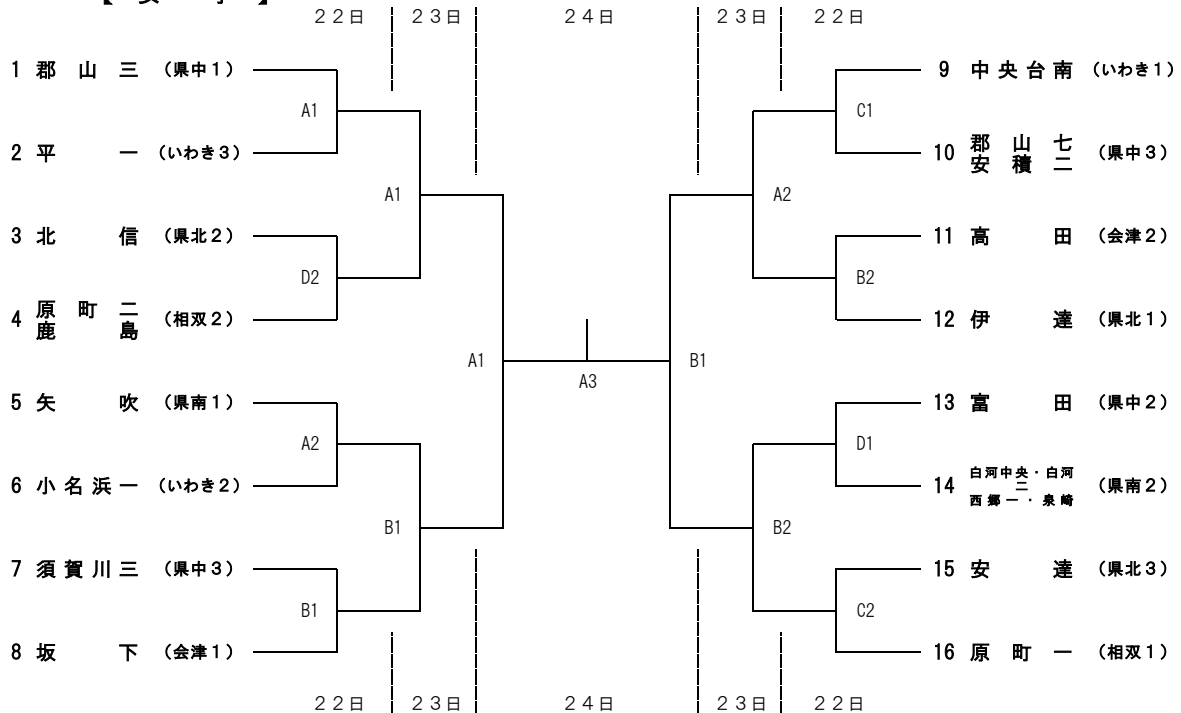 ２２日 ２３日 ２４日 ２３日 ２２日
1 郡山三 （県中１）
A1
2 平一 （いわき３）
A1
3 北信 （県北２）
D2
4 原町二 鹿島 （相双２）
A1
5 矢吹 （県南１）
A2
6 小名浜一 （いわき２）
B1
7 須賀川三 （県中３）
B1
8 坂下 （会津１）
A3
9 中央台南 （いわき１）
C1
10 郡山七 安積二 （県中３）
A2
11 高田 （会津２）
B2
12 伊達 （県北１）
B1
13 富田 （県中２）
D1
14 白河中央・白河二 西郷一・泉崎 （県南２）
B2
15 安達 （県北３）
C2
16 原町一 （相双１）
２２日 ２３日 ２４日 ２３日 ２２日